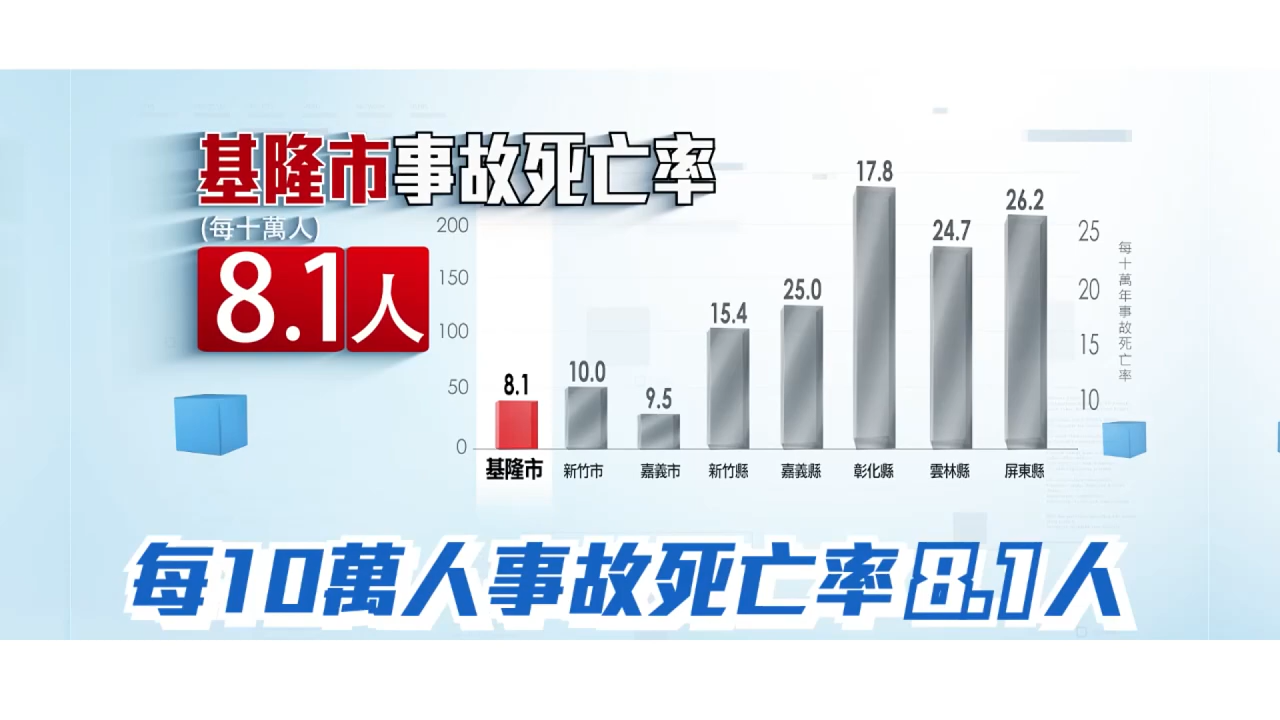 基隆市事故死亡率
(每十萬人)
8.1人
200
150
100
50
0
8.1
10.0
9.5
15.4
25.0
17.8
24.7
26.2
基隆市
新竹市
嘉義市
新竹縣
嘉義縣
彰化縣
雲林縣
屏東縣
25
20
15
10
每十萬年事故死亡率
每10萬人事故死亡率8.1人